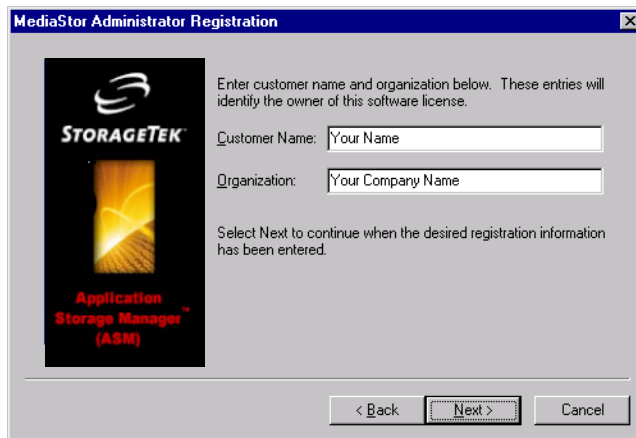 MediaStor Administrator Registration
STORAGETEK
Application
Storage Manager™
(ASM)
Enter customer name and organization below. These entries will
identify the owner of this software license.
Customer Name: Your Name
Organization: Your Company Name
Select Next to continue when the desired registration information
has been entered.
< Back Next > Cancel